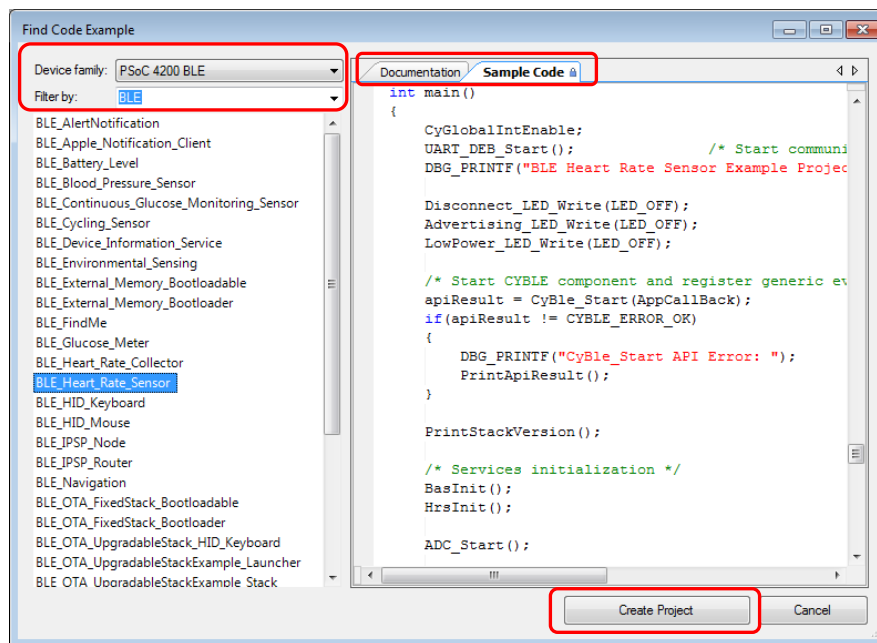 Find Code Example
Device family: PSoC 4200 BLE
Filter by: BLE
BLE_AlertNotification
BLE_Apple_Notification_Client
BLE_Battery_Level
BLE_Blood_Pressure_Sensor
BLE_Continuous_Glucose_Monitoring_Sensor
BLE_Cycling_Sensor
BLE_Device_Information_Service
BLE_Environmental_Sensing
BLE_External_Memory_Bootloadable
BLE_External_Memory_Bootloader
BLE_FindMe
BLE_Glucose_Meter
BLE_Heart_Rate_Collector
BLE_Heart_Rate_Sensor
BLE_HID_Keyboard
BLE_HID_Mouse
BLE_IPSP_Node
BLE_IPSP_Router
BLE_Navigation
BLE_OTA_FixedStack_Bootloadable
BLE_OTA_FixedStack_Bootloader
BLE_OTA_UpgradableStack_HID_Keyboard
BLE_OTA_UpgradableStackExample_Launcher
BLE_OTA_UpgradableStackExample_Stack
Documentation Sample Code
int main()
{
CyGlobalIntEnable;
UART_DEB_Start(); /* Start communi
DBG_PRINTF("BLE Heart Rate Sensor Example Projec
Disconnect_LED_Write(LED_OFF);
Advertising_LED_Write(LED_OFF);
LowPower_LED_Write(LED_OFF);
/* Start CYBLE component and register generic ev
apiResult = CyBle_Start(AppCallBack);
if(apiResult != CYBLE_ERROR_OK)
{
DBG_PRINTF("CyBle_Start API Error: ");
PrintApiResult();
}
PrintStackVersion();
/* Services initialization */
BasInit();
HrsInit();
ADC_Start();
Create Project
Cancel